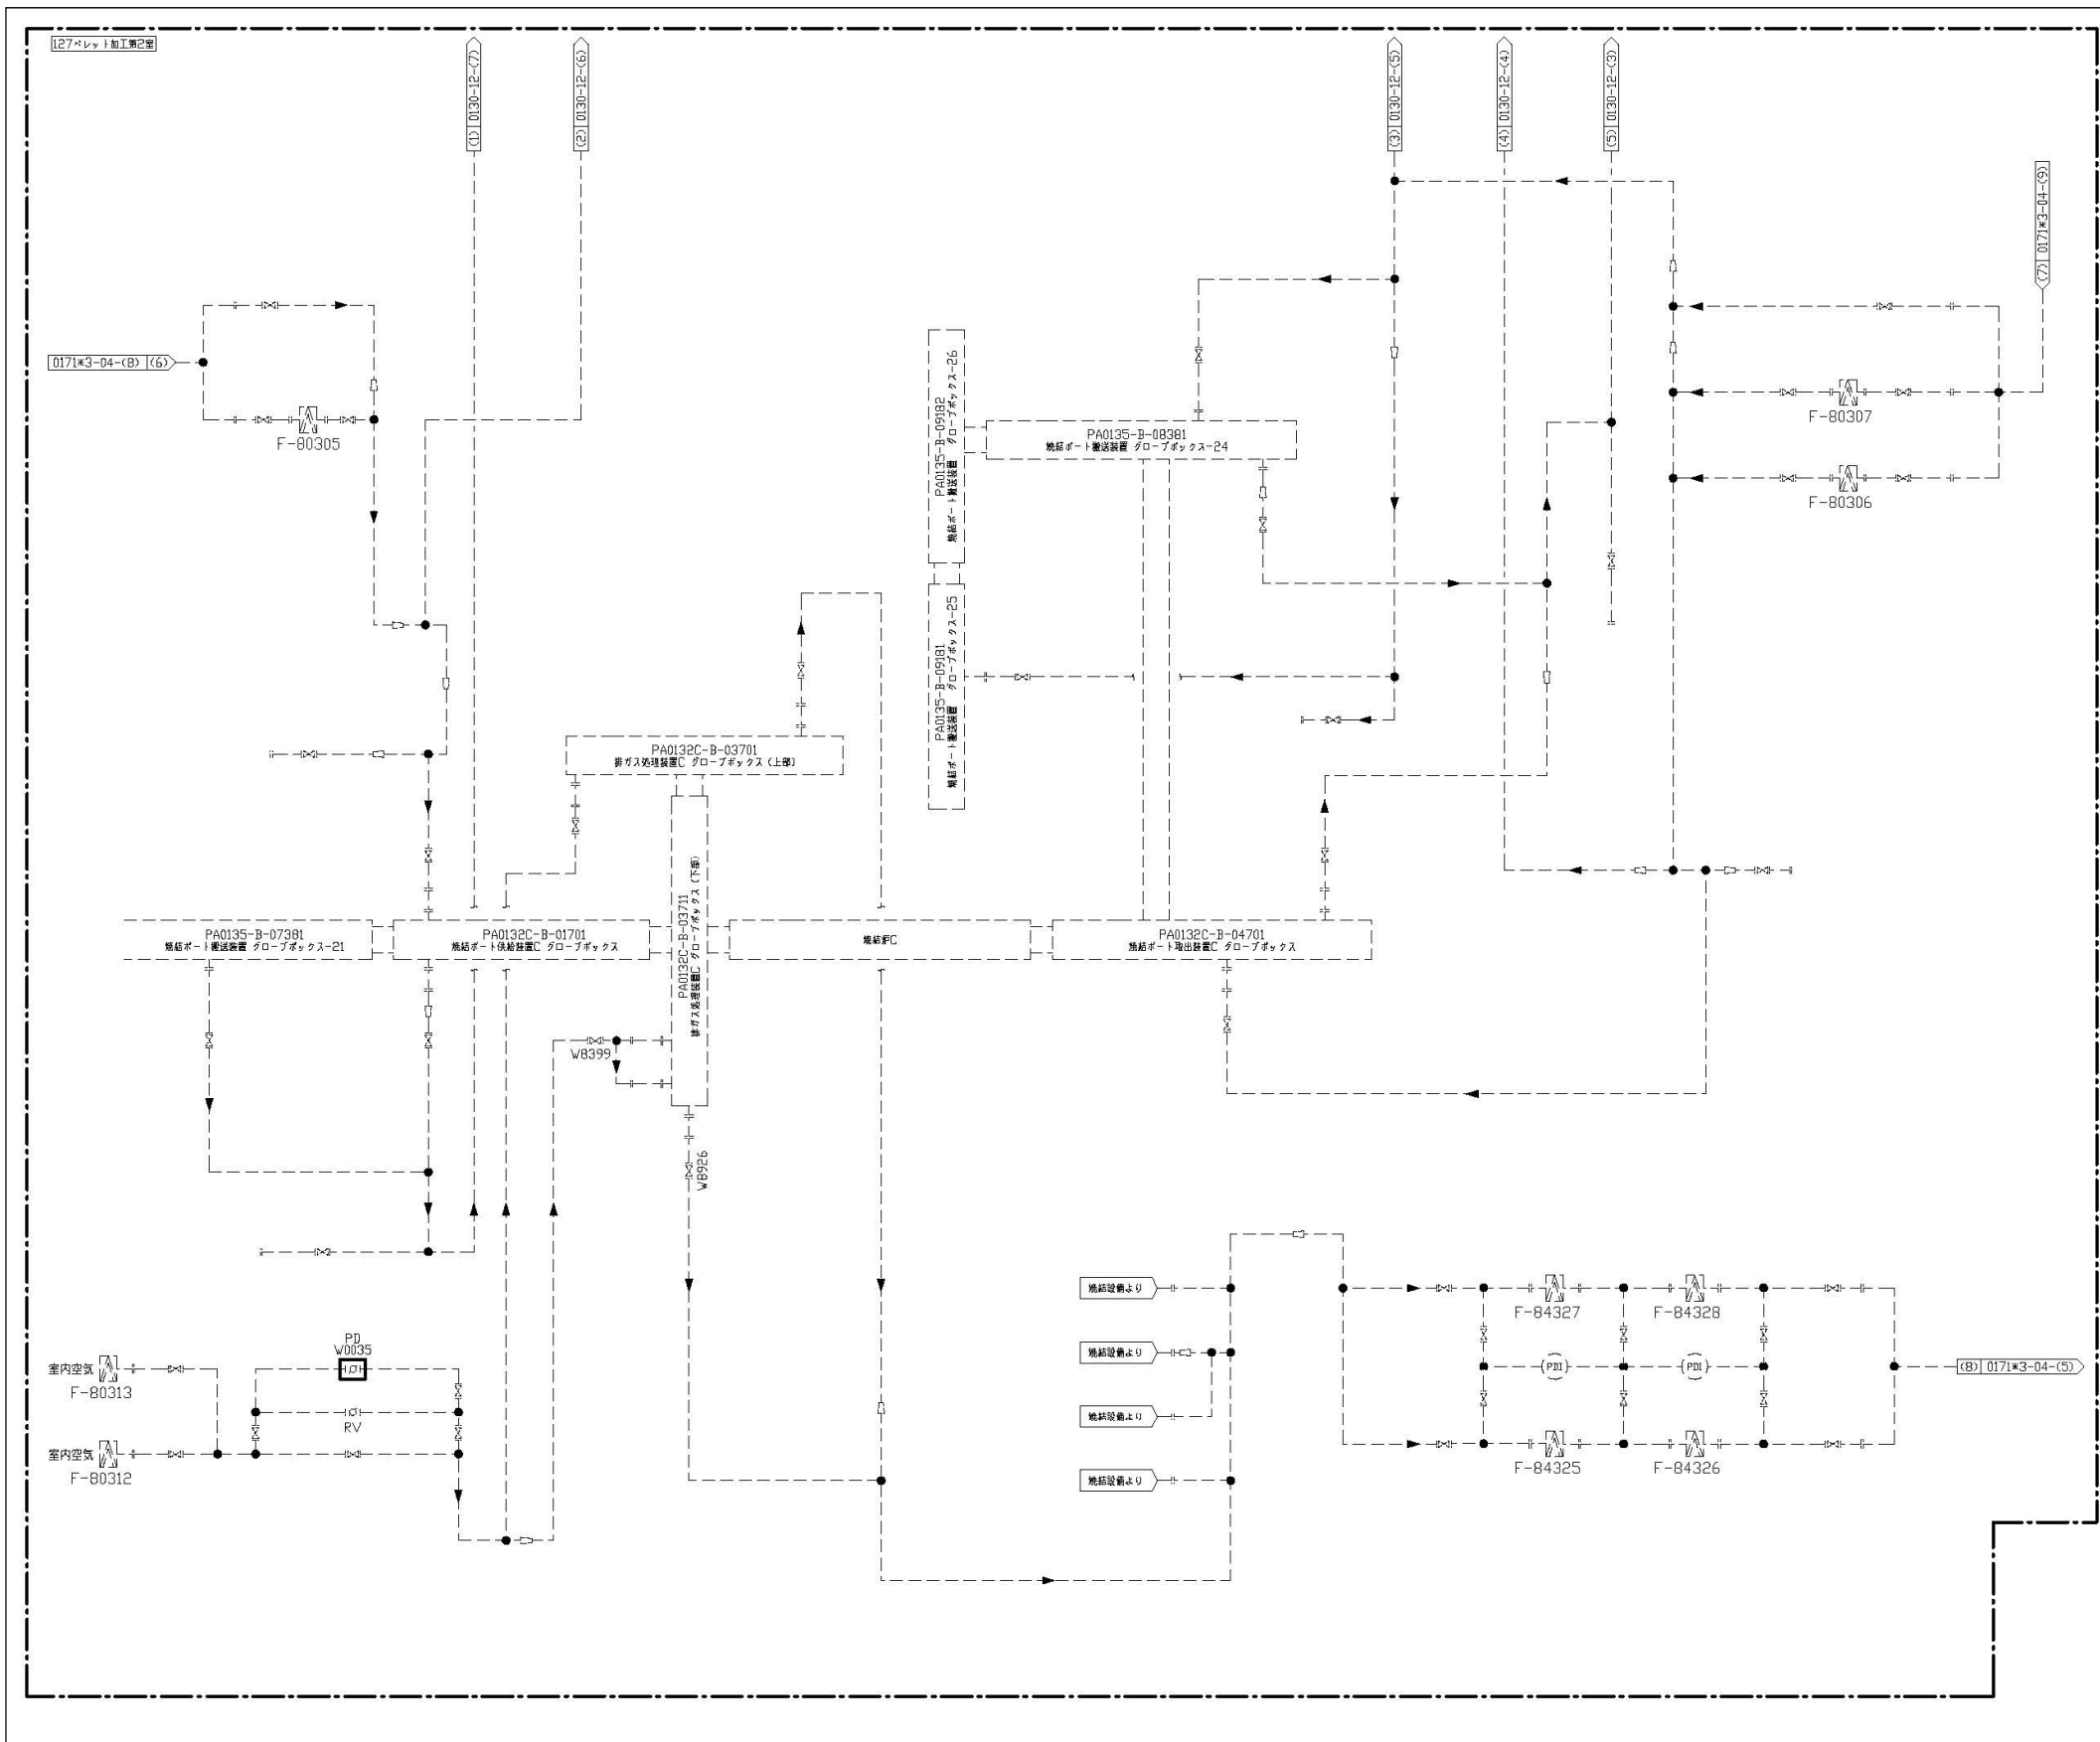 127ペレット加工第2室
(1) 0130-12-(7)
(2) 0130-12-(6)
(3) 0130-12-(5)
(4) 0130-12-(4)
(5) 0130-12-(3)
(7) 0171*3-04-(9)
0171*3-04-(8) (6)
F-80305
F-80307
F-80306
PA0135-B-09182
焼結ボート搬送装置 グローブボックス-26
PA0135-B-08381
焼結ボート搬送装置 グローブボックス-24
PA0135-B-09181
焼結ボート搬送装置 グローブボックス-25
PA0132C-B-03701
排ガス処理装置C グローブボックス(上部)
PA0132C-B-03711
排ガス処理装置C グローブボックス(下部)
PA0135-B-07381
焼結ボート搬送装置 グローブボックス-21
PA0132C-B-01701
焼結ボート供給装置C グローブボックス
焼結炉C
PA0132C-B-04701
焼結ボート取出装置C グローブボックス
W8399
W8926
焼結設備より
焼結設備より
焼結設備より
焼結設備より
F-84327
F-84328
(PDI)
(PDI)
F-84325
F-84326
(8) 0171*3-04-(5)
PD
W0035
室内空気
F-80313
RV
室内空気
F-80312